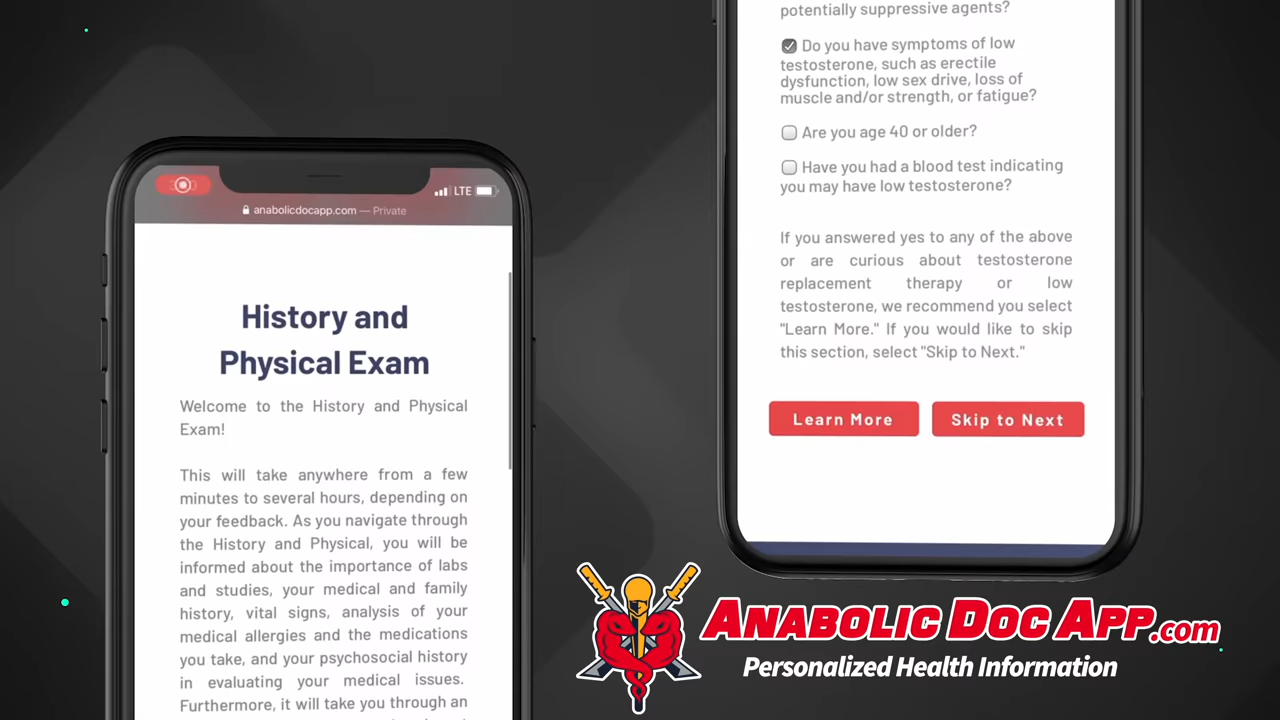 LTE
anabolicdocapp.com — Private
History and
Physical Exam
Welcome to the History and Physical
Exam!
This will take anywhere from a few
minutes to several hours, depending on
your feedback. As you navigate through
the History and Physical, you will be
informed about the importance of labs
and studies, your medical and family
history, vital signs, analysis of your
medical allergies and the medications
you take, and your psychosocial history
in evaluating your medical issues.
Furthermore, it will take you through an
potentially suppressive agents?
Do you have symptoms of low
testosterone, such as erectile
dysfunction, low sex drive, loss of
muscle and/or strength, or fatigue?
Are you age 40 or older?
Have you had a blood test indicating
you may have low testosterone?
If you answered yes to any of the above
or are curious about testosterone
replacement therapy or low
testosterone, we recommend you select
"Learn More." If you would like to skip
this section, select "Skip to Next."
Learn More
Skip to Next
ANABOLIC DOC APP.com
Personalized Health Information